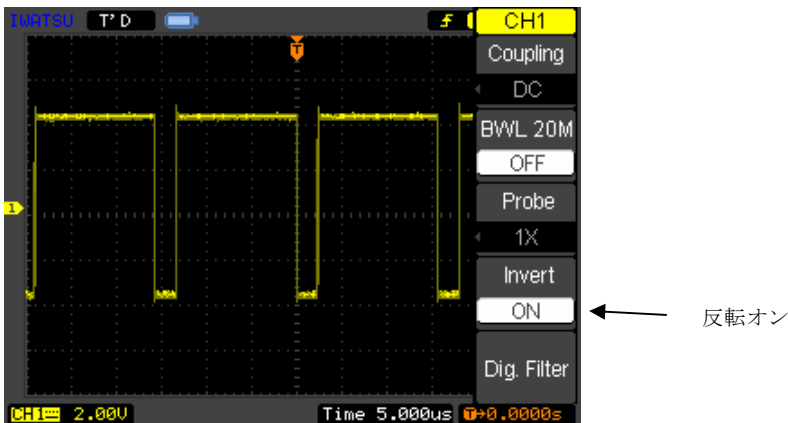 IWATSU T'D
T
CH1
Coupling
DC
BWL 20M
OFF
Probe
1X
1
Invert
ON
反転オン
Dig. Filter
CH1 2.00V Time 5.000us T→0.0000s